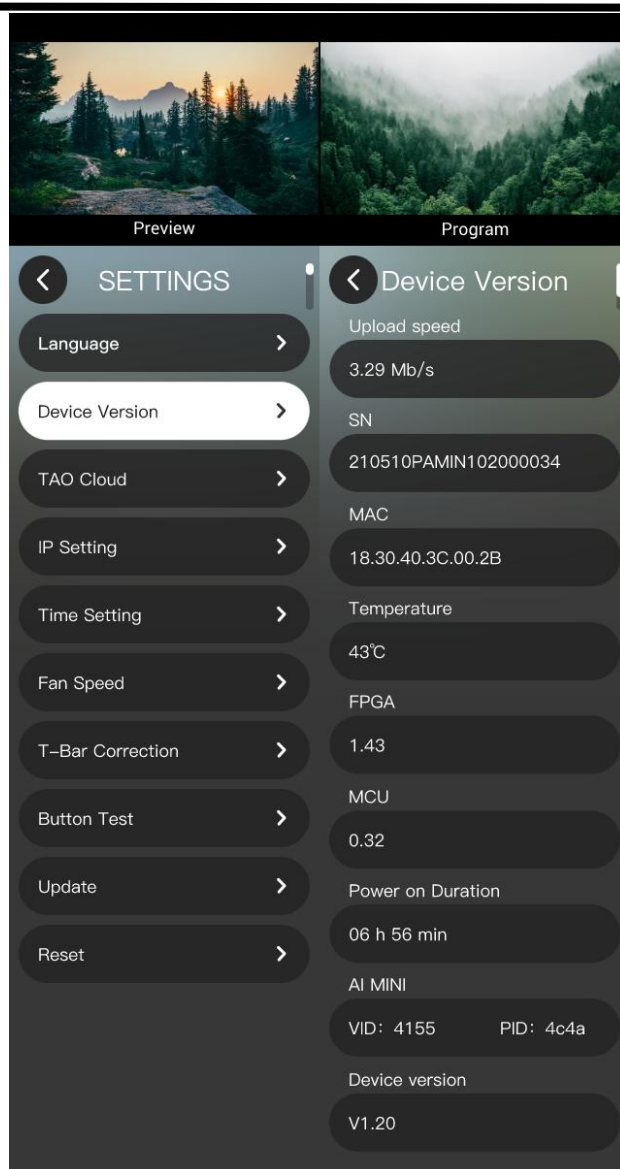 Preview
Program
SETTINGS
Language
Device Version
TAO Cloud
IP Setting
Time Setting
Fan Speed
T-Bar Correction
Button Test
Update
Reset
Device Version
Upload speed
3.29 Mb/s
SN
210510PAMIN102000034
MAC
18.30.40.3C.00.2B
Temperature
43℃
FPGA
1.43
MCU
0.32
Power on Duration
06 h 56 min
AI MINI
VID: 4155 PID: 4c4a
Device version
V1.20